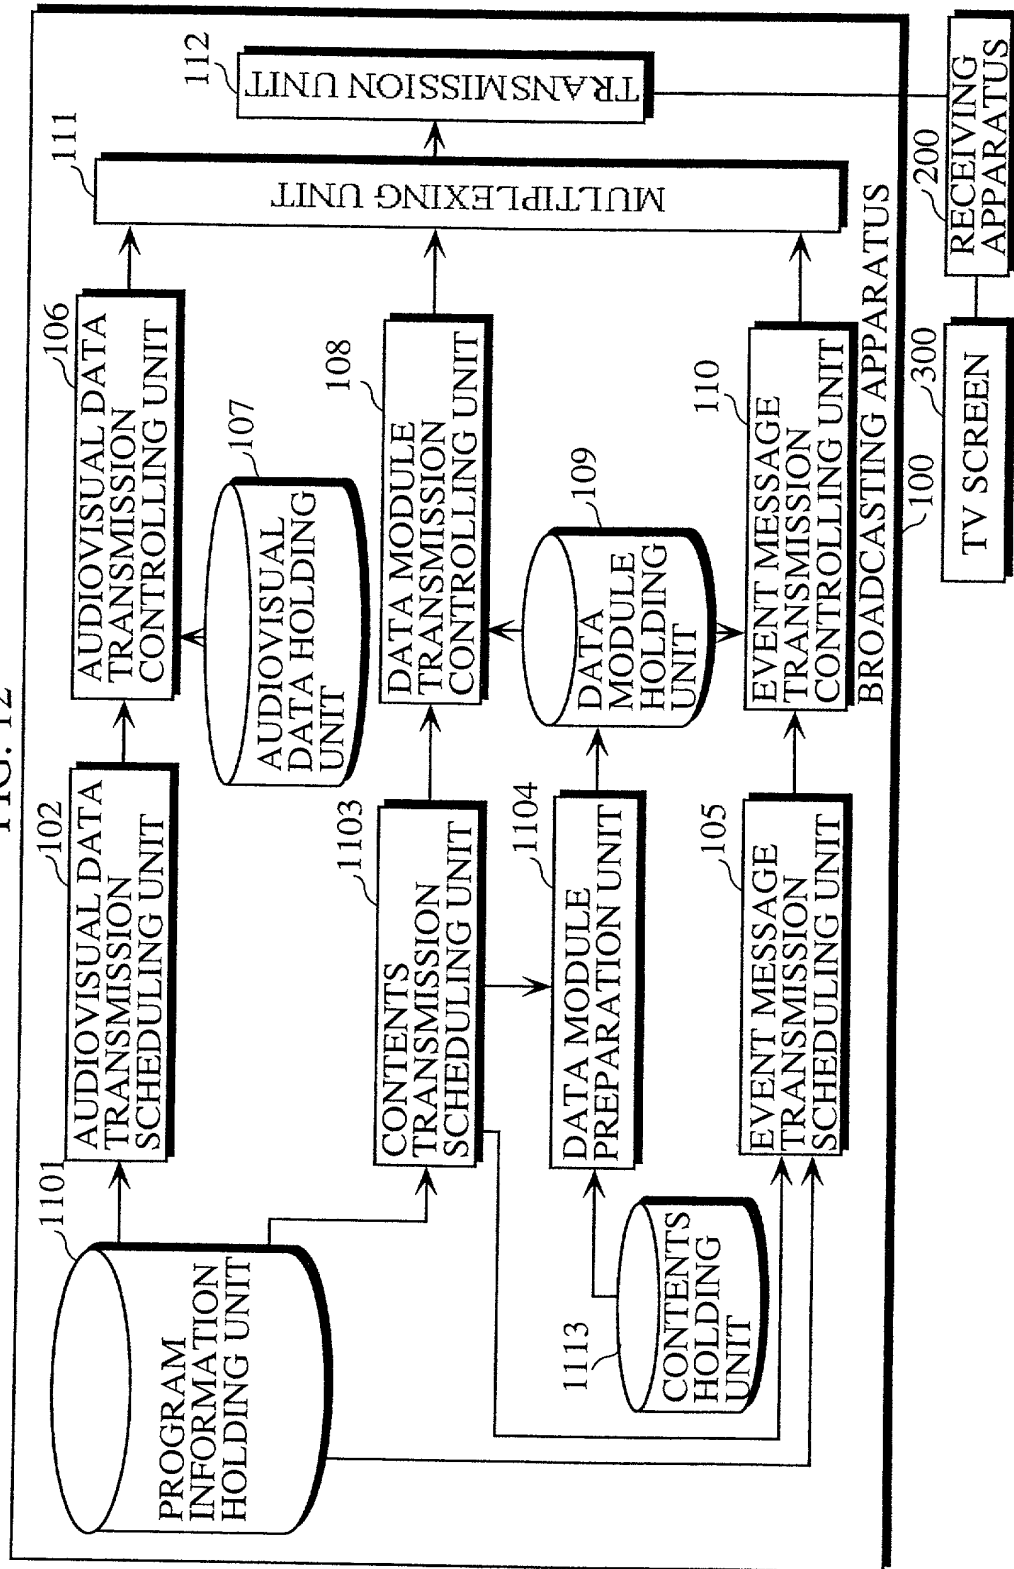 FIG. 12
1101
PROGRAM
INFORMATION
HOLDING UNIT
102
AUDIOVISUAL DATA
TRANSMISSION
SCHEDULING UNIT
106
AUDIOVISUAL DATA
TRANSMISSION
CONTROLLING UNIT
107
AUDIOVISUAL
DATA HOLDING
UNIT
1103
CONTENTS
TRANSMISSION
SCHEDULING UNIT
108
DATA MODULE
TRANSMISSION
CONTROLLING UNIT
1104
DATA MODULE
PREPARATION UNIT
109
DATA
MODULE
HOLDING
UNIT
1113
CONTENTS
HOLDING
UNIT
105
EVENT MESSAGE
TRANSMISSION
SCHEDULING UNIT
110
EVENT MESSAGE
TRANSMISSION
CONTROLLING UNIT
111
MULTIPLEXING UNIT
112
TRANSMISSION UNIT
BROADCASTING APPARATUS
100
300
TV SCREEN
200
RECEIVING
APPARATUS